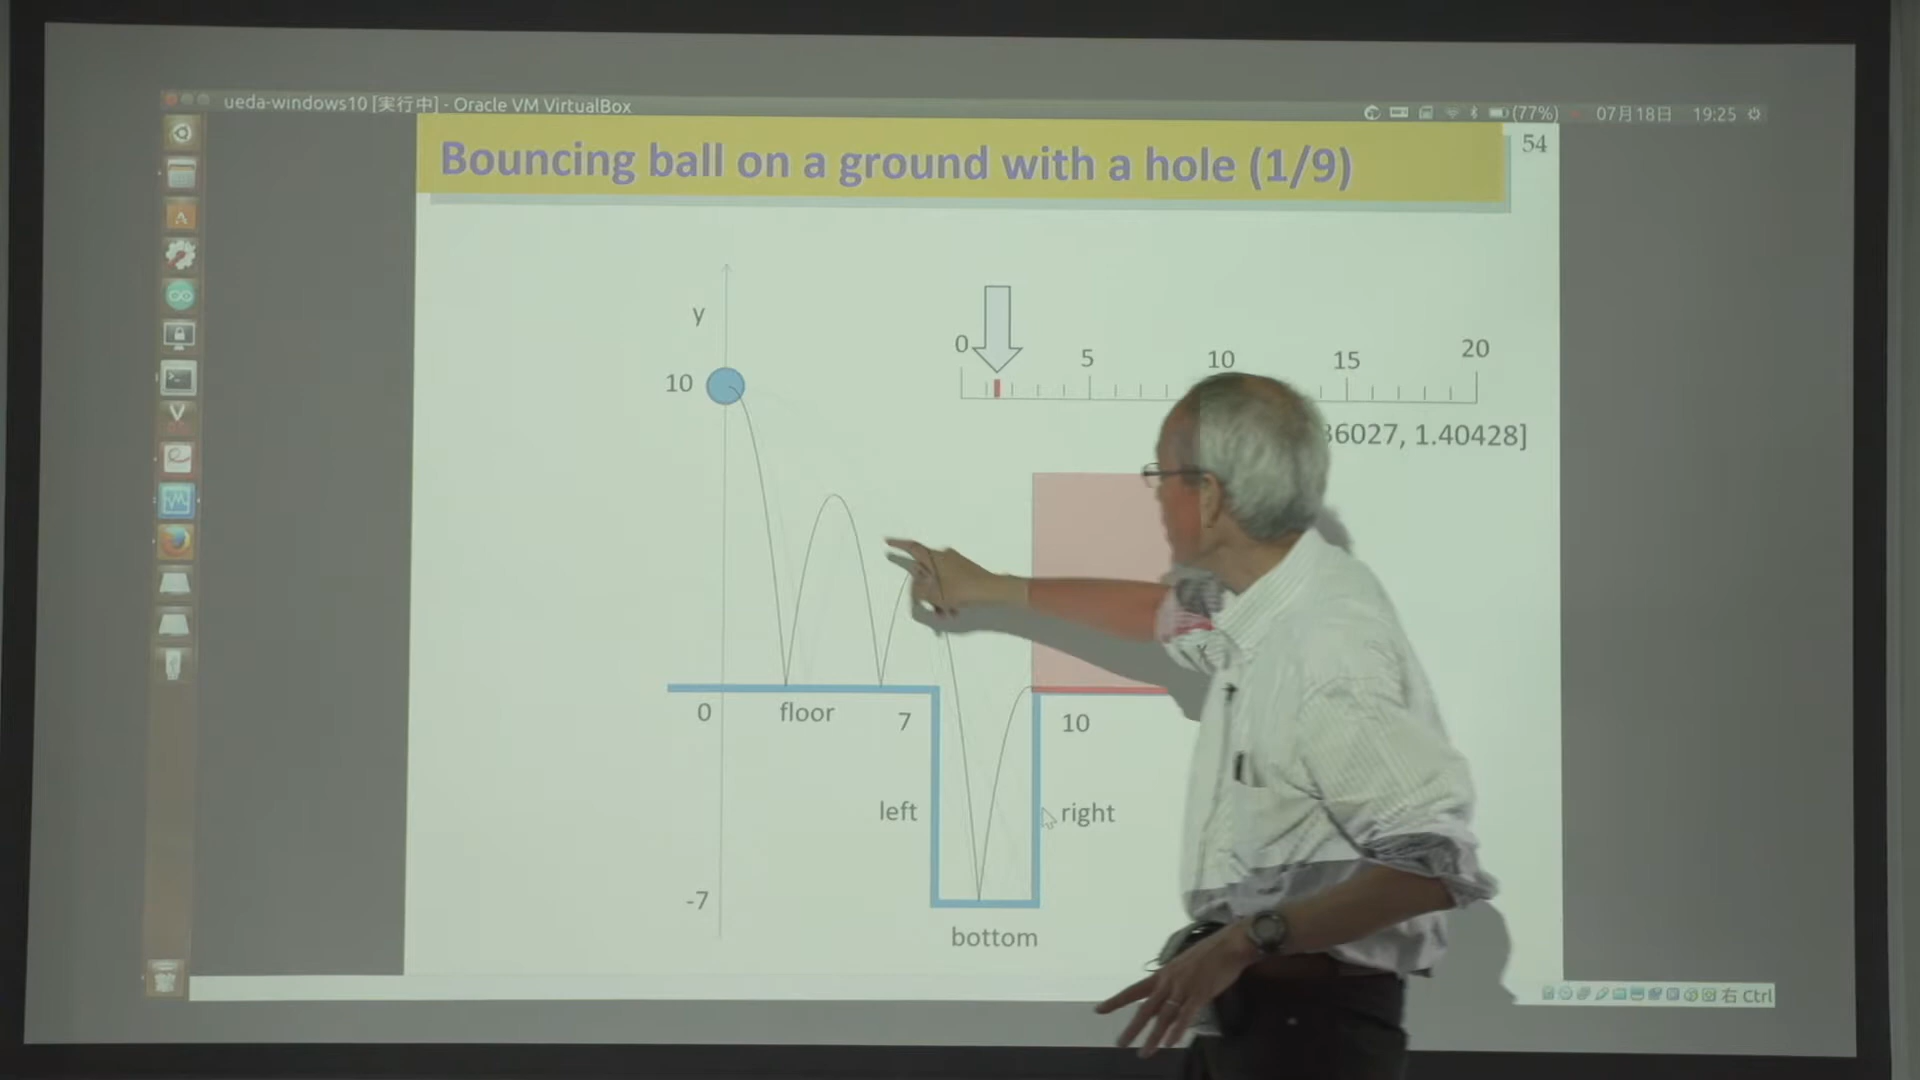 ueda-windows10 [実行中] - Oracle VM VirtualBox
(77%) 07月18日 19:25
Bouncing ball on a ground with a hole (1/9)
54
y
10
0 5 10 15 20
36027, 1.40428]
0 floor 7 10 x
left right
-7
bottom
右 Ctrl